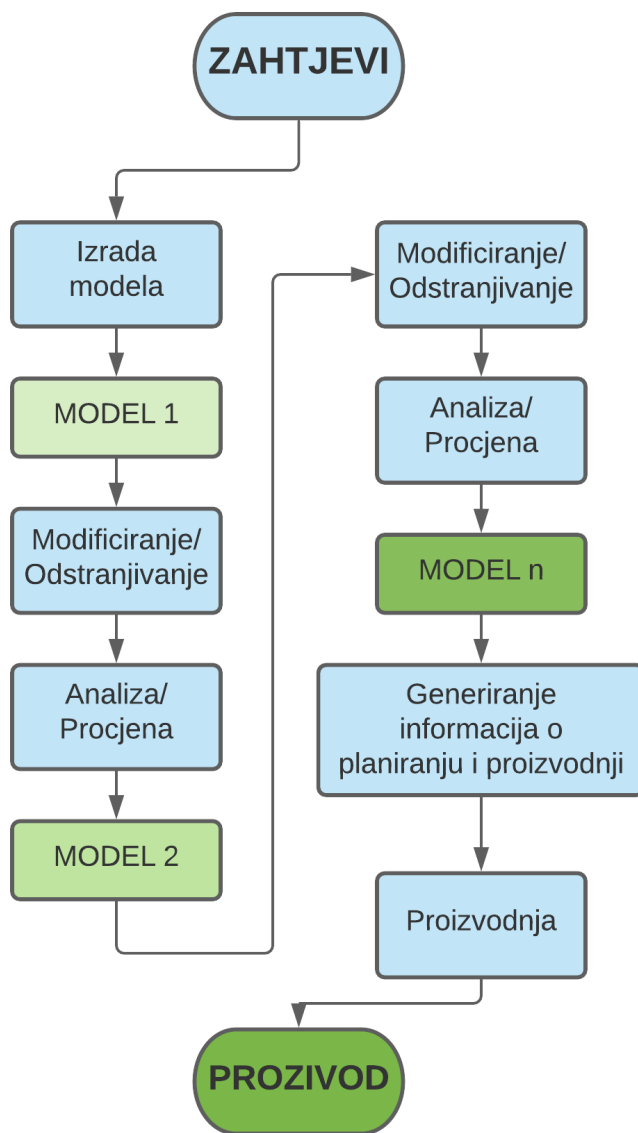 ZAHTJEVI
Izrada
modela
MODEL 1
Modificiranje/
Odstranjivanje
Analiza/
Procjena
MODEL 2
Modificiranje/
Odstranjivanje
Analiza/
Procjena
MODEL n
Generiranje
informacija o
planiranju i proizvodnji
Proizvodnja
PROZIVOD